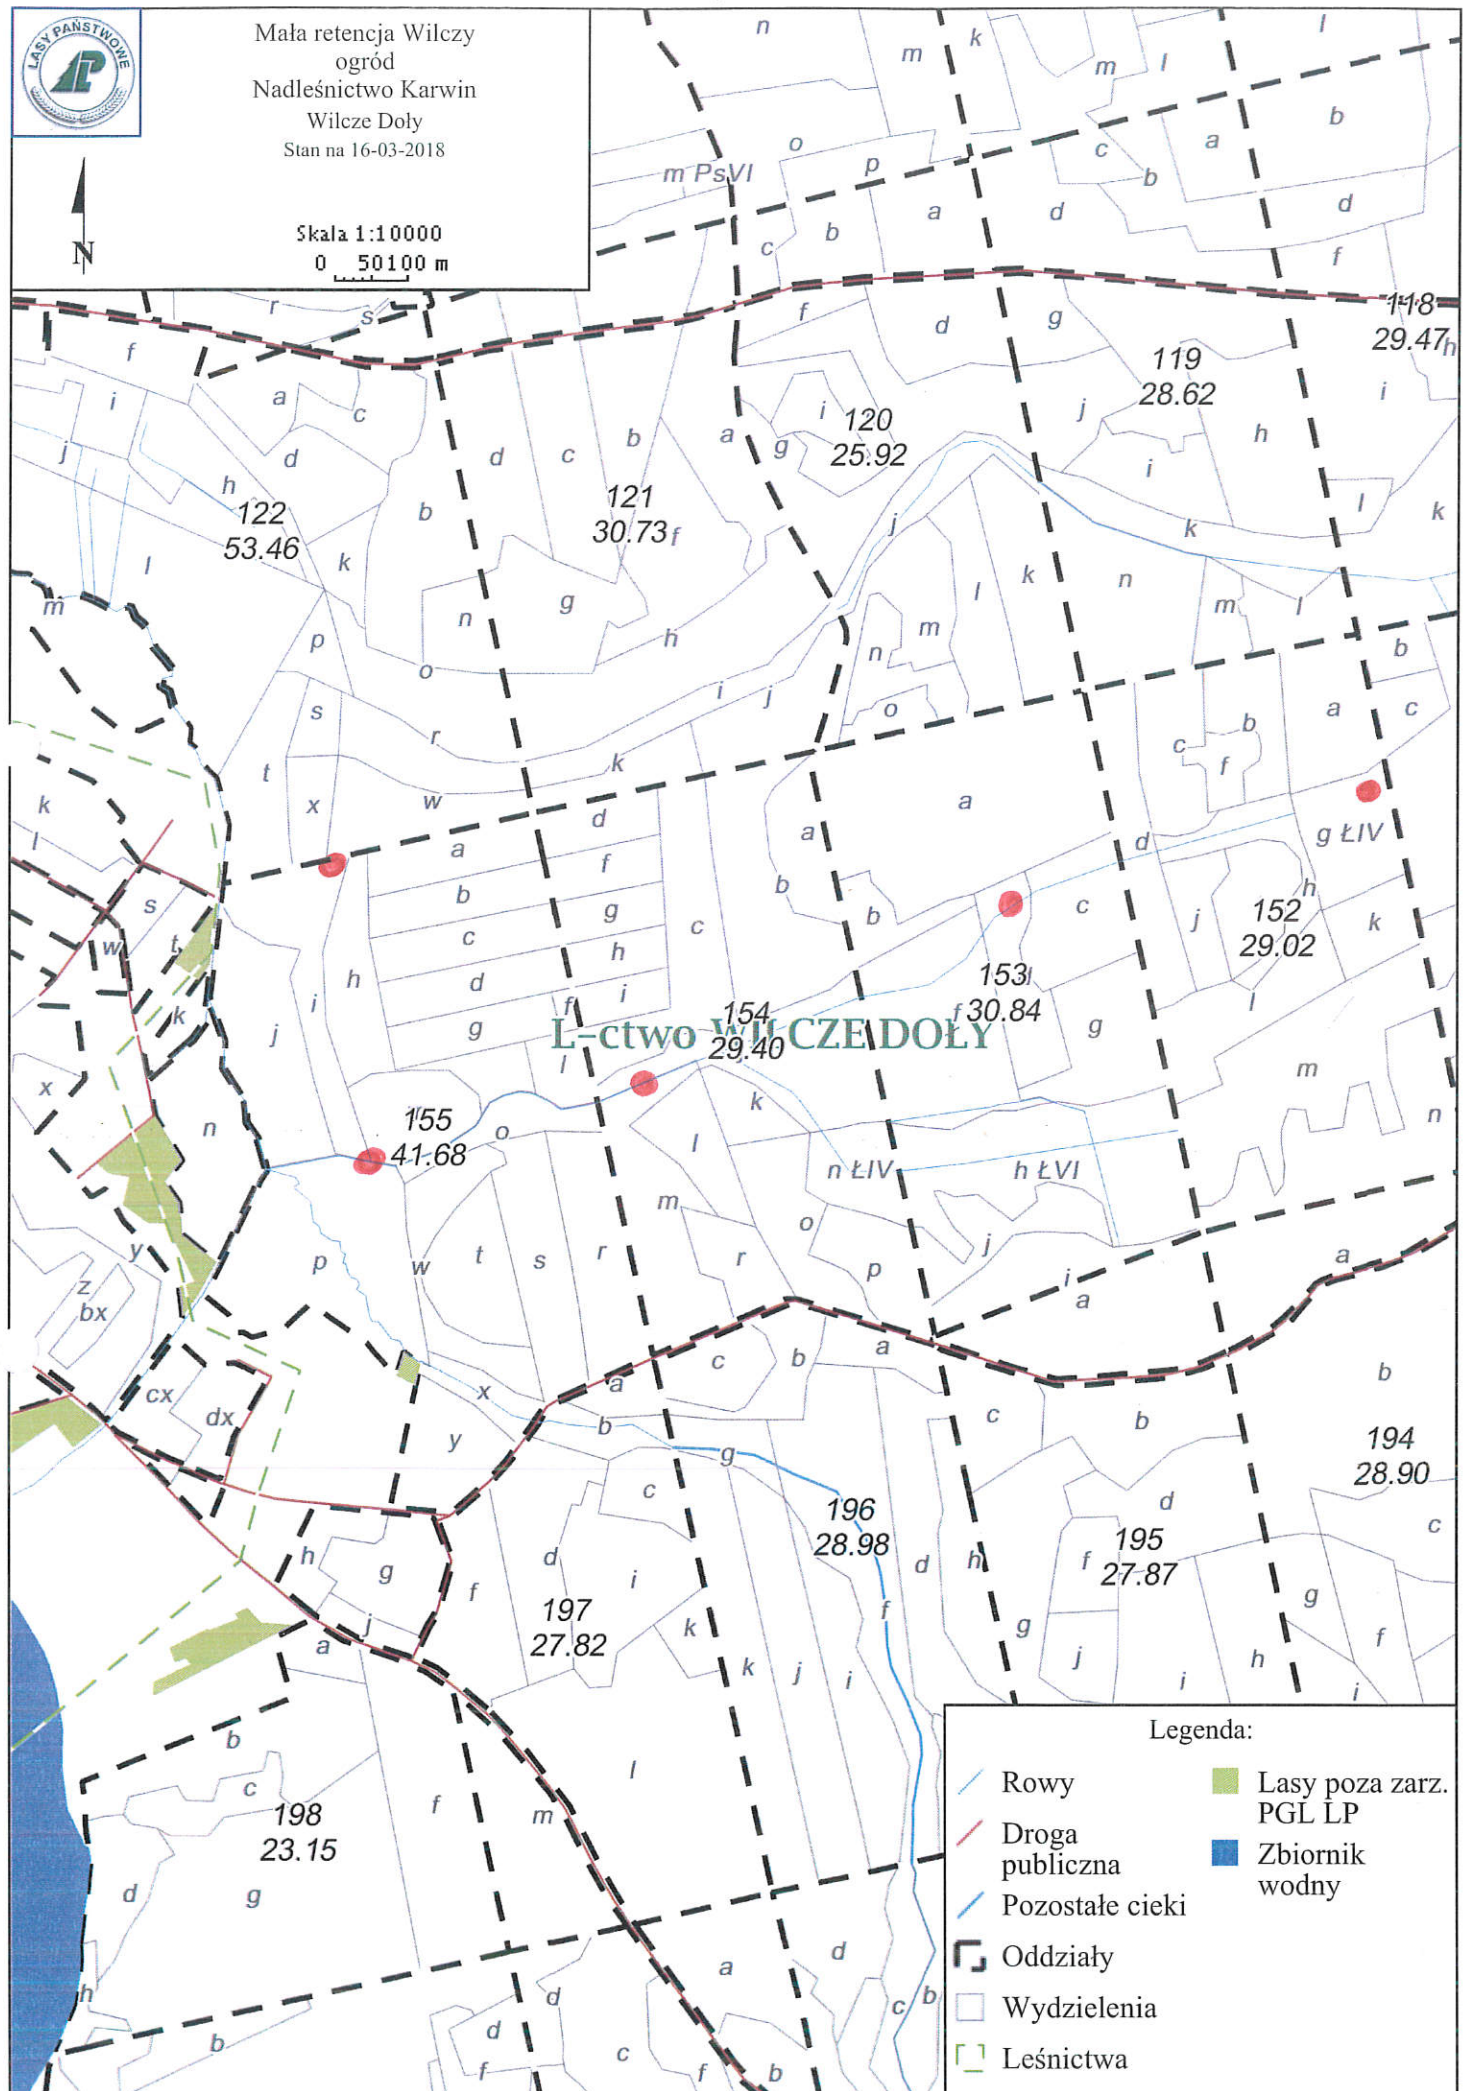 LASY PAŃSTWOWE
LP
Mała retencja Wilczy
ogród
Nadleśnictwo Karwin
Wilcze Doły
Stan na 16-03-2018
N
Skala 1:10000
0 50100 m
n
m
k
m
l
l
o
p
c
b
a
b
m PsVI
a
d
d
c
b
f
r
s
f
f
d
g
118
29.47
h
119
28.62
i
a
c
i
j
h
i
120
25.92
d
b
c
d
a
g
j
h
i
l
k
122
53.46
b
121
30.73
f
j
k
l
k
n
g
k
n
m
l
m
l
n
m
p
h
o
b
s
i
j
o
a
c
r
b
c
f
t
k
x
w
a
k
l
d
a
a
g ŁIV
f
d
b
b
h
s
g
b
c
j
152
29.02
k
w
t
c
c
h
h
d
i
153
30.84
l
i
k
j
g
f
154
29.40
f
g
l
L-ctwo WILCZE DOŁY
l
x
k
m
n
155
41.68
o
l
n
n ŁIV
h ŁVI
m
o
y
p
w
t
s
r
r
p
j
i
a
a
z
bx
c
b
a
b
cx
dx
x
a
b
g
c
b
y
194
28.90
c
196
28.98
d
c
195
27.87
h
g
f
d
i
d
h
f
197
27.82
k
f
g
g
f
j
a
k
j
i
j
i
h
i
b
c
l
198
23.15
f
m
d
g
h
a
d
d
c
b
b
d
f
c
f
b
Legenda:
Rowy
Droga
publiczna
Pozostałe cieki
Oddziały
Wydzielenia
Leśnictwa
Lasy poza zarz.
PGL LP
Zbiornik
wodny